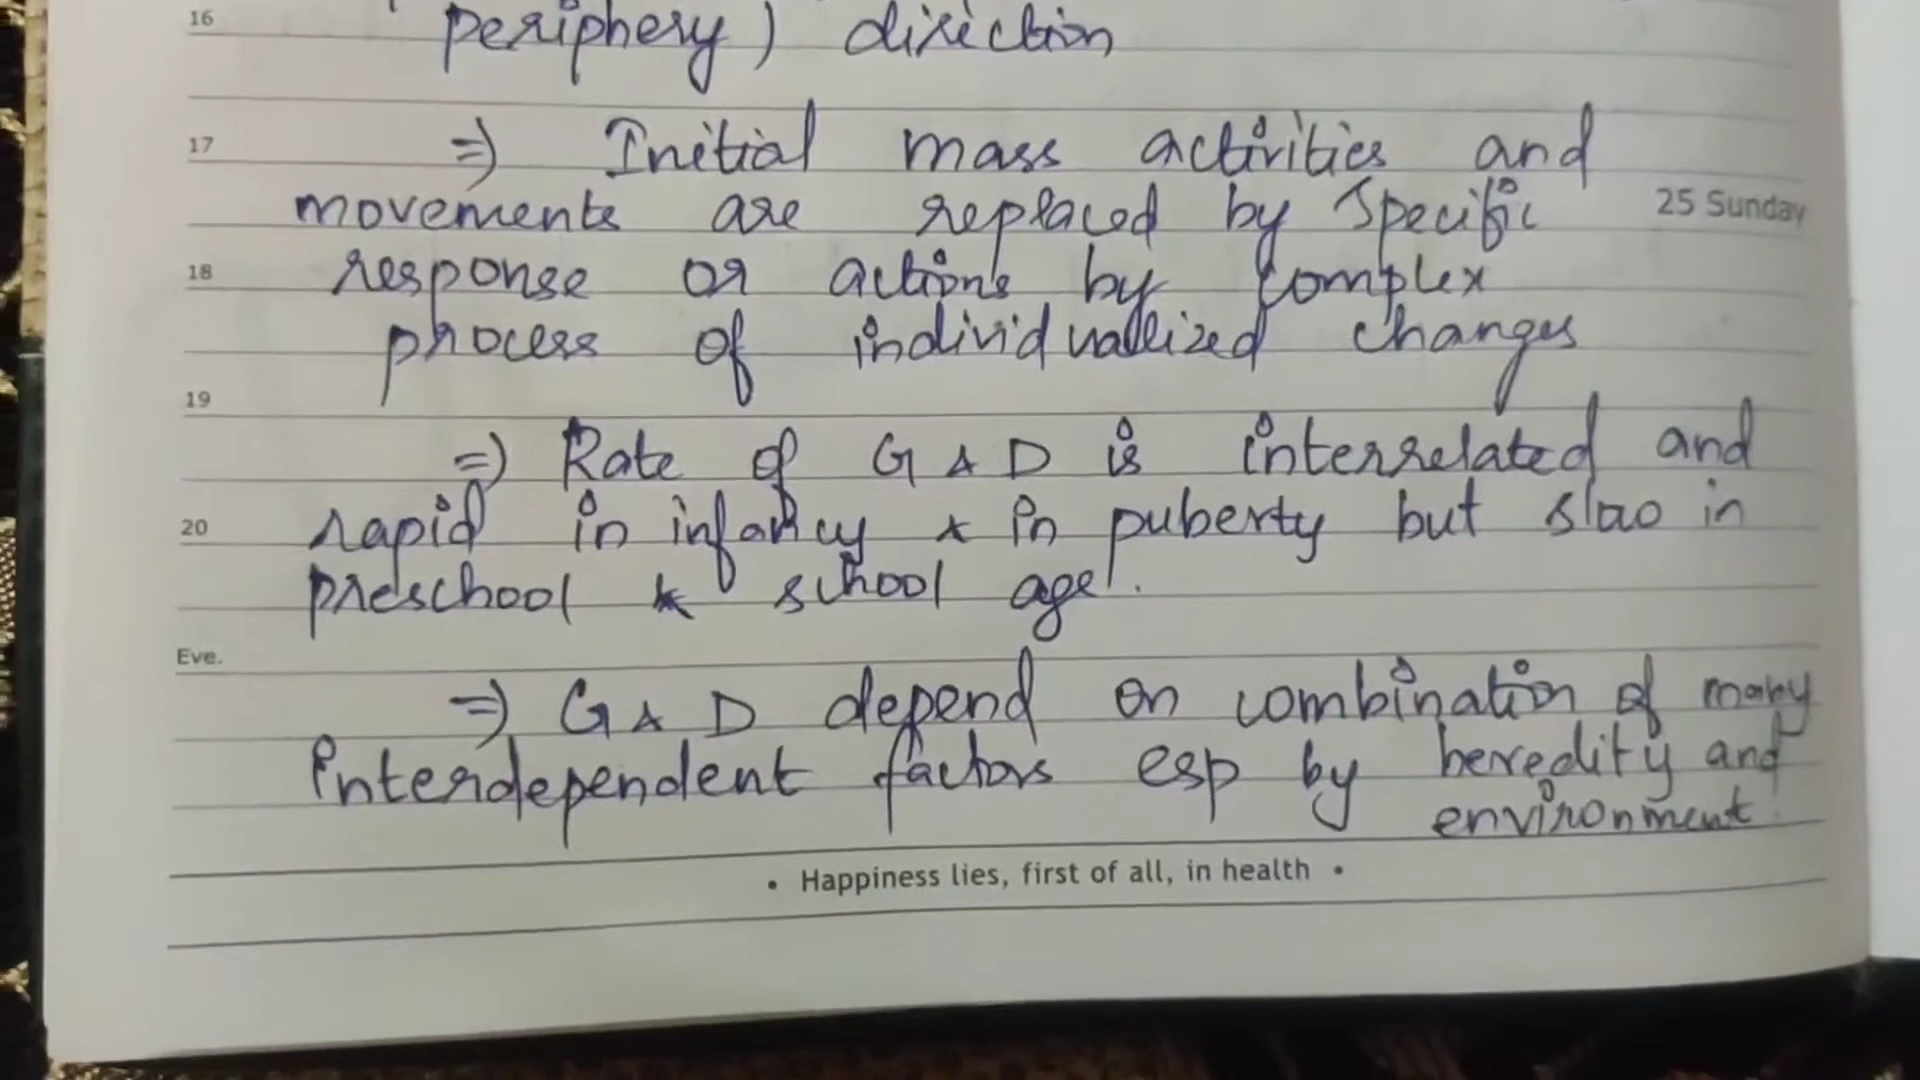 16
periphery) direction
17
=) Initial mass activities and
movements are replaced by specific
25 Sunday
18
response or actions by complex
process of individuallized changes
19
=) Rate of G & D is interrelated and
20
rapid in infancy & in puberty but slow in
preschool & school age.
Eve.
=) G & D depend on combination of many
interdependent factors esp by heredity and
environment.
• Happiness lies, first of all, in health •